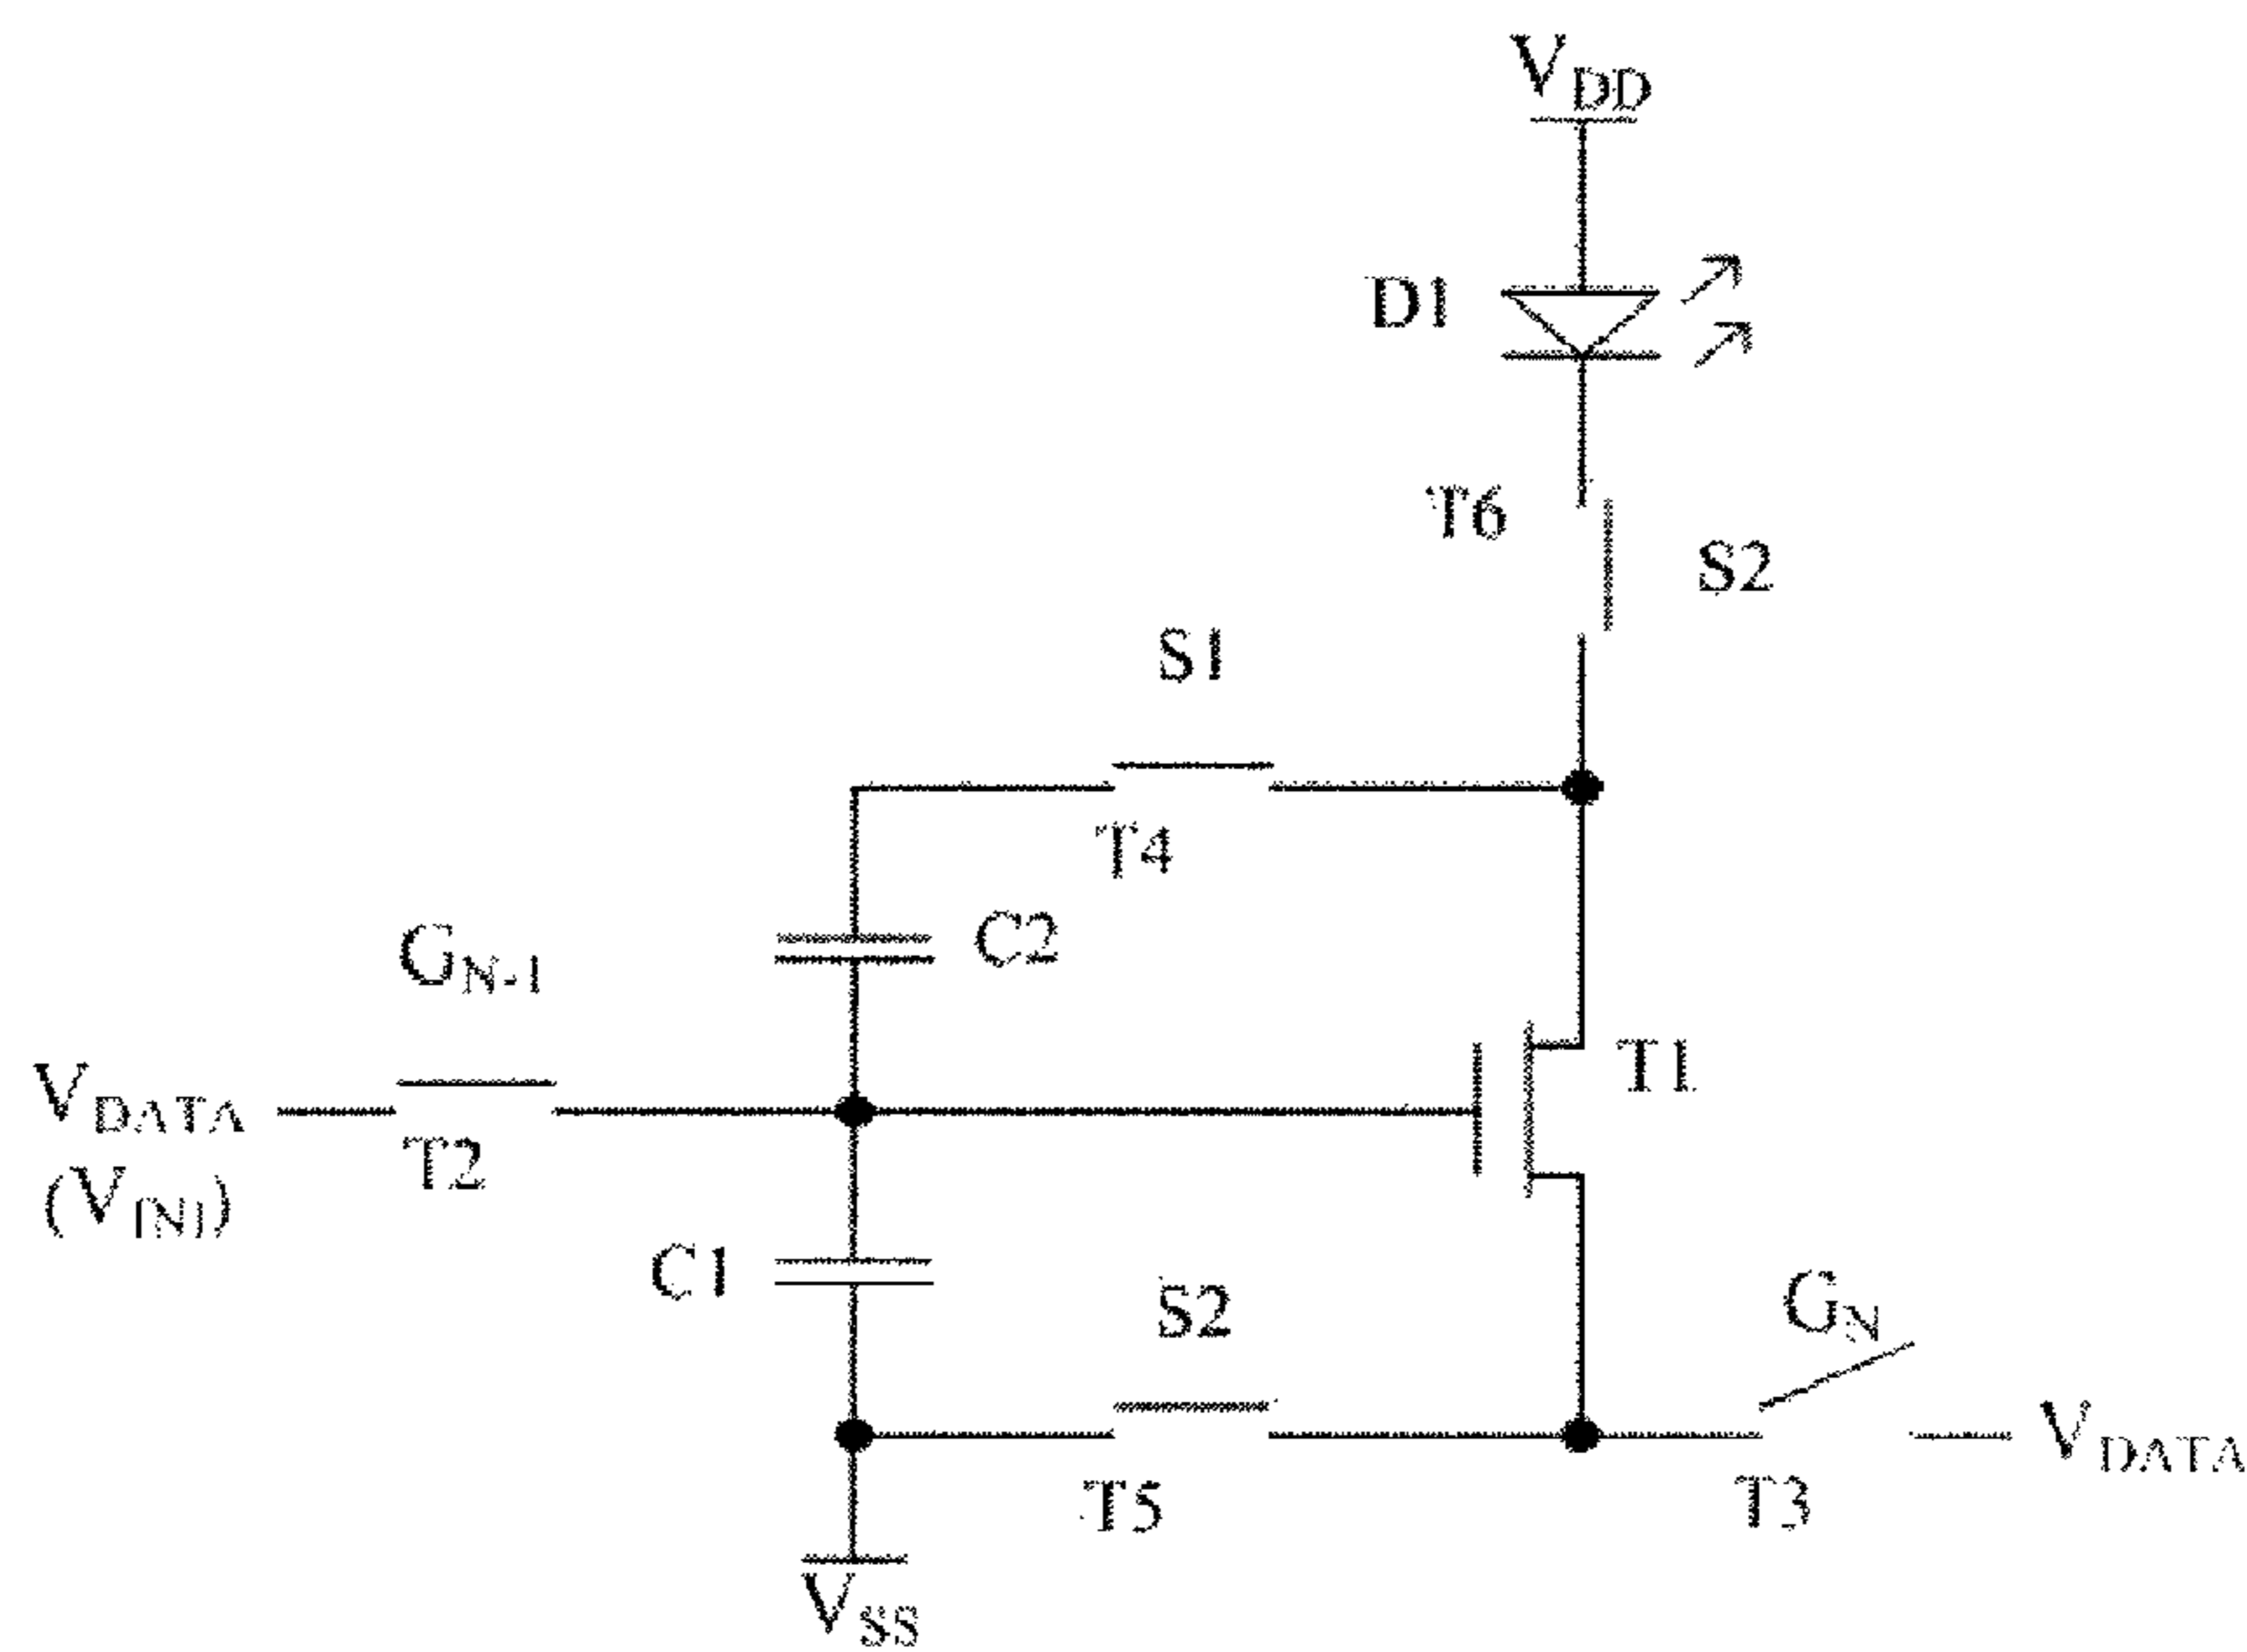 VDD
D1
T6
S2
S1
T4
C2
GN-1
VDATA
T1
T2
(V[N])
C1
S2
GN
VDATA
T5
T3
VSS